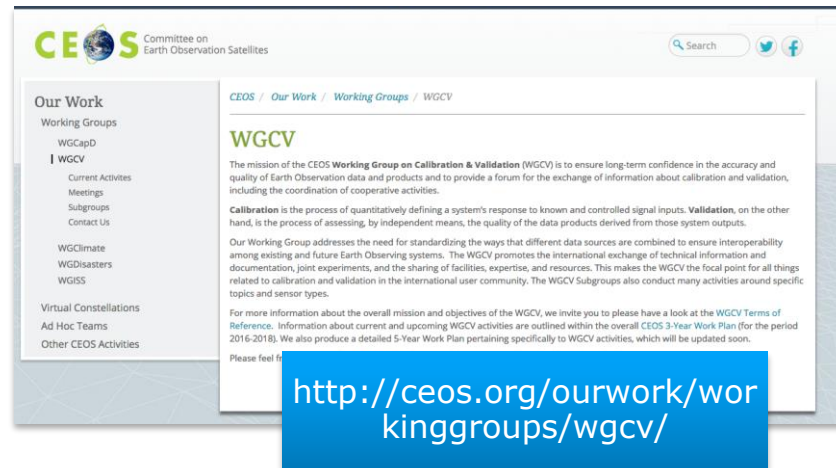 CEOS
Committee on
Earth Observation Satellites
Search
Our Work
Working Groups
WGCapD
WGCV
Current Activites
Meetings
Subgroups
Contact Us
WGClimate
WGDisasters
WGISS
Virtual Constellations
Ad Hoc Teams
Other CEOS Activities
CEOS / Our Work / Working Groups / WGCV
WGCV
The mission of the CEOS Working Group on Calibration & Validation (WGCV) is to ensure long-term confidence in the accuracy and
quality of Earth Observation data and products and to provide a forum for the exchange of information about calibration and validation,
including the coordination of cooperative activities.
Calibration is the process of quantitatively defining a system's response to known and controlled signal inputs. Validation, on the other
hand, is the process of assessing, by independent means, the quality of the data products derived from those system outputs.
Our Working Group addresses the need for standardizing the ways that different data sources are combined to ensure interoperability
among existing and future Earth Observing systems. The WGCV promotes the international exchange of technical information and
documentation, joint experiments, and the sharing of facilities, expertise, and resources. This makes the WGCV the focal point for all things
related to calibration and validation in the international user community. The WGCV Subgroups also conduct many activities around specific
topics and sensor types.
For more information about the overall mission and objectives of the WGCV, we invite you to please have a look at the WGCV Terms of
Reference. Information about current and upcoming WGCV activities are outlined within the overall CEOS 3-Year Work Plan (for the period
2016-2018). We also produce a detailed 5-Year Work Plan pertaining specifically to WGCV activities, which will be updated soon.
Please feel
http://ceos.org/ourwork/wor
kinggroups/wgcv/